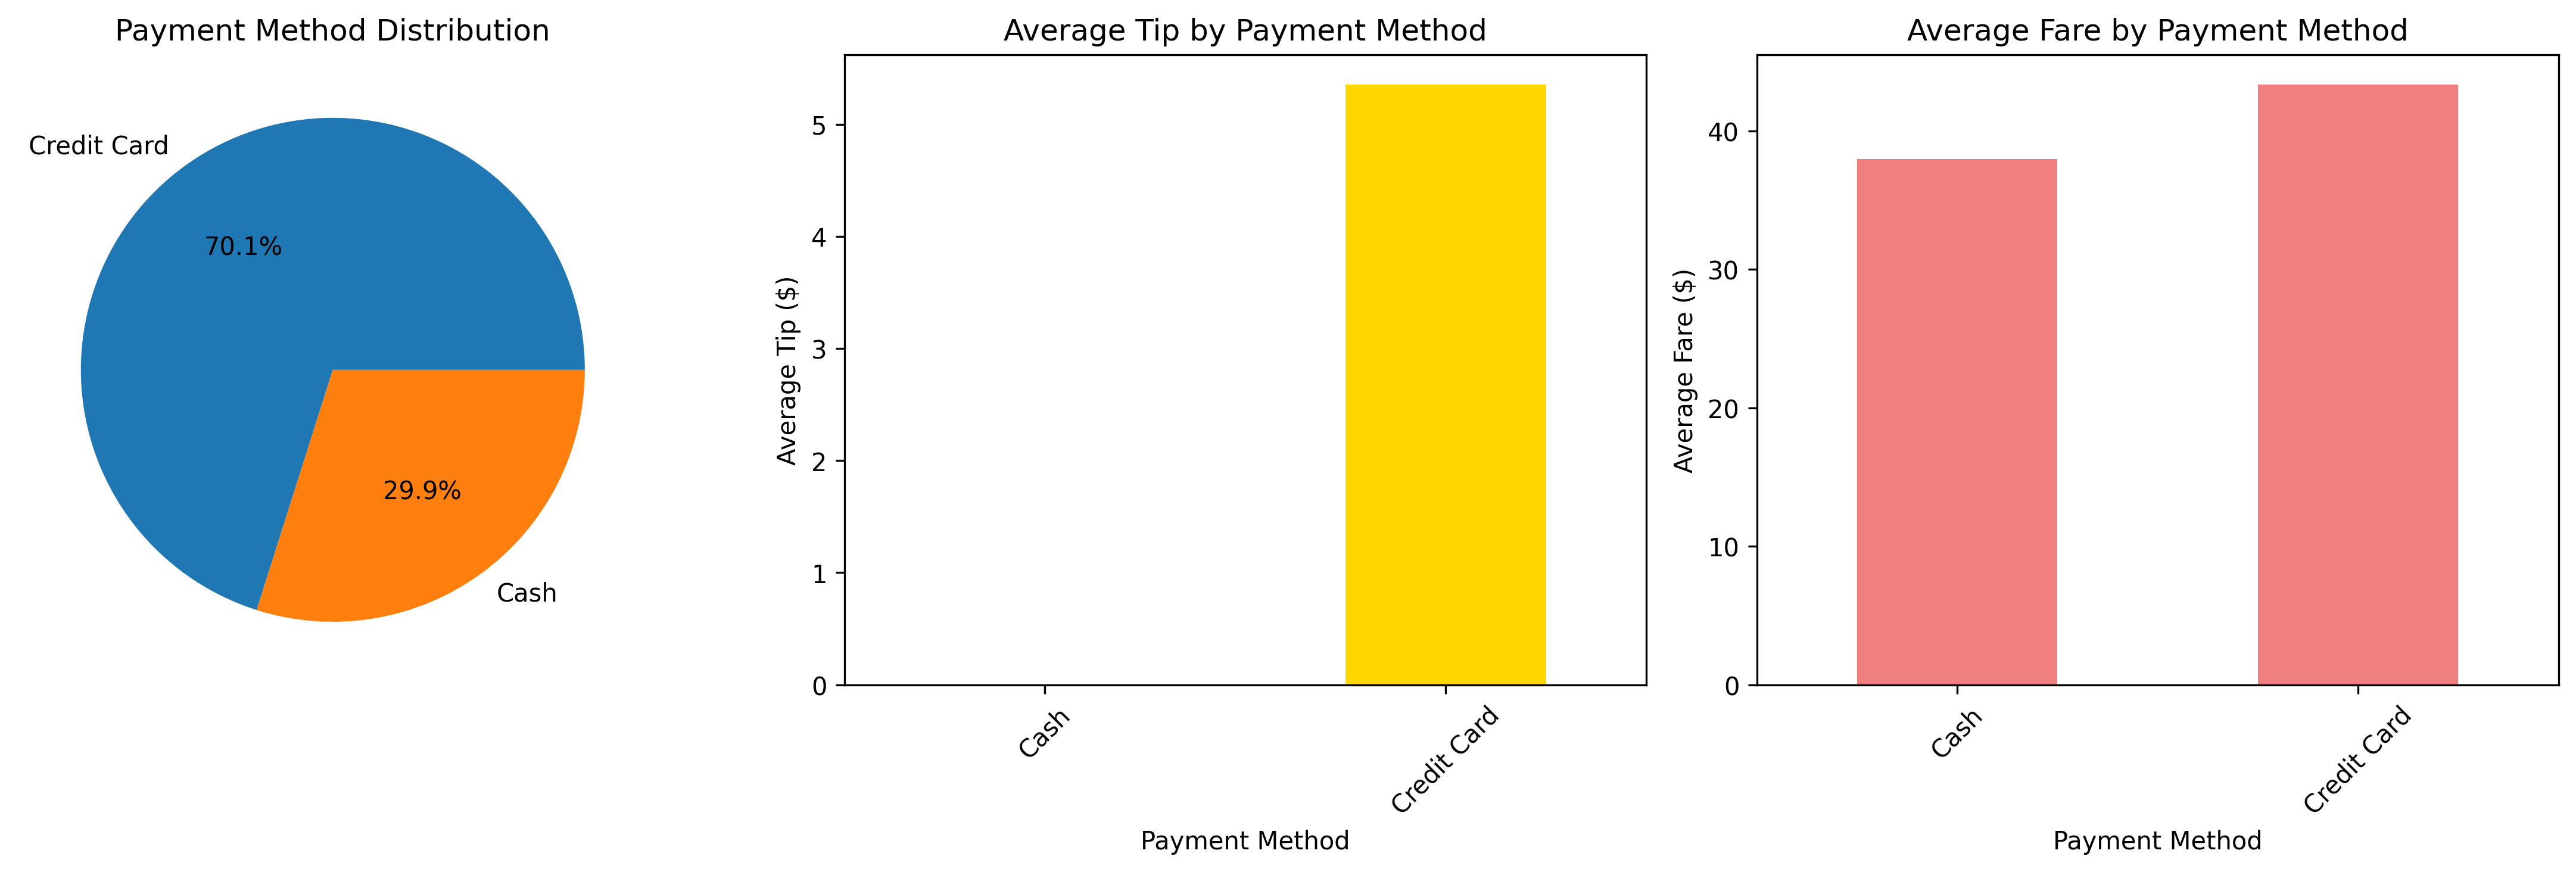 Payment Method Distribution
Credit Card
70.1%
29.9%
Cash
Average Tip by Payment Method
Average Tip ($)
5
4
3
2
1
0
Cash
Credit Card
Payment Method
Average Fare by Payment Method
Average Fare ($)
40
30
20
10
0
Cash
Credit Card
Payment Method